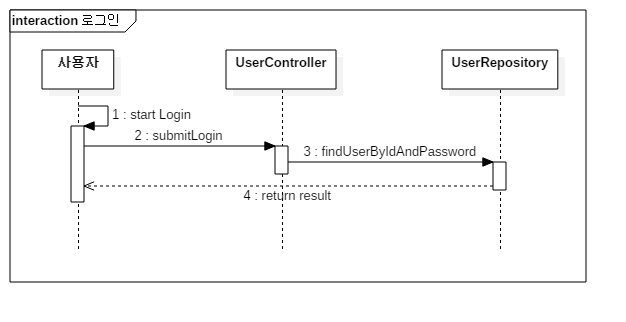 interaction 로그인
사용자
UserController
UserRepository
1 : start Login
2 : submitLogin
3 : findUserByIdAndPassword
4 : return result